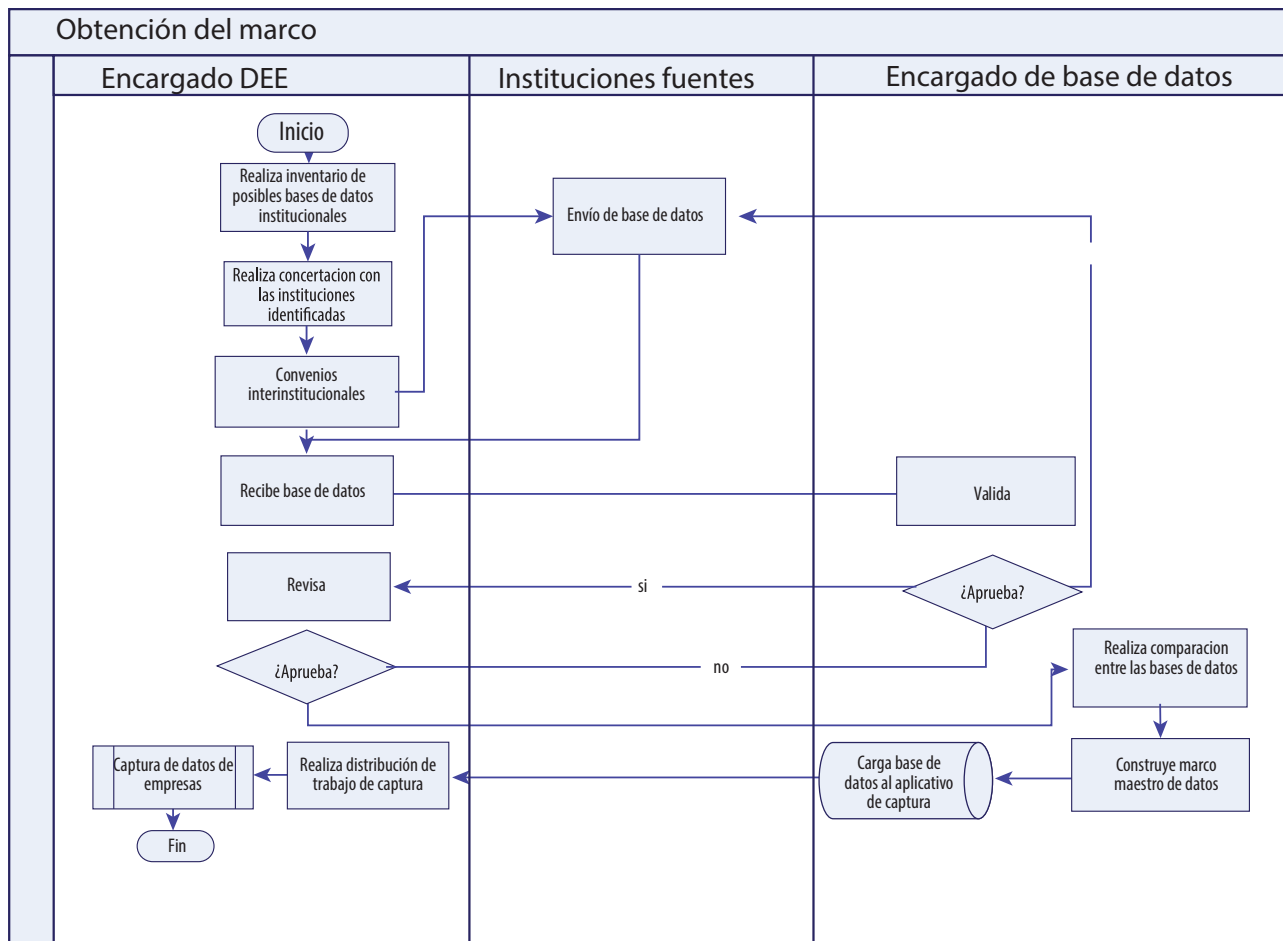 Obtención del marco
Encargado DEE
Instituciones fuentes
Encargado de base de datos
Inicio
Realiza inventario de
posibles bases de datos
institucionales
Envío de base de datos
Realiza concertacion con
las instituciones
identificadas
Convenios
interinstitucionales
Recibe base de datos
Valida
Revisa
si
¿Aprueba?
¿Aprueba?
no
Realiza comparacion
entre las bases de datos
Captura de datos de
empresas
Realiza distribución de
trabajo de captura
Carga base de
datos al aplicativo
de captura
Construye marco
maestro de datos
Fin